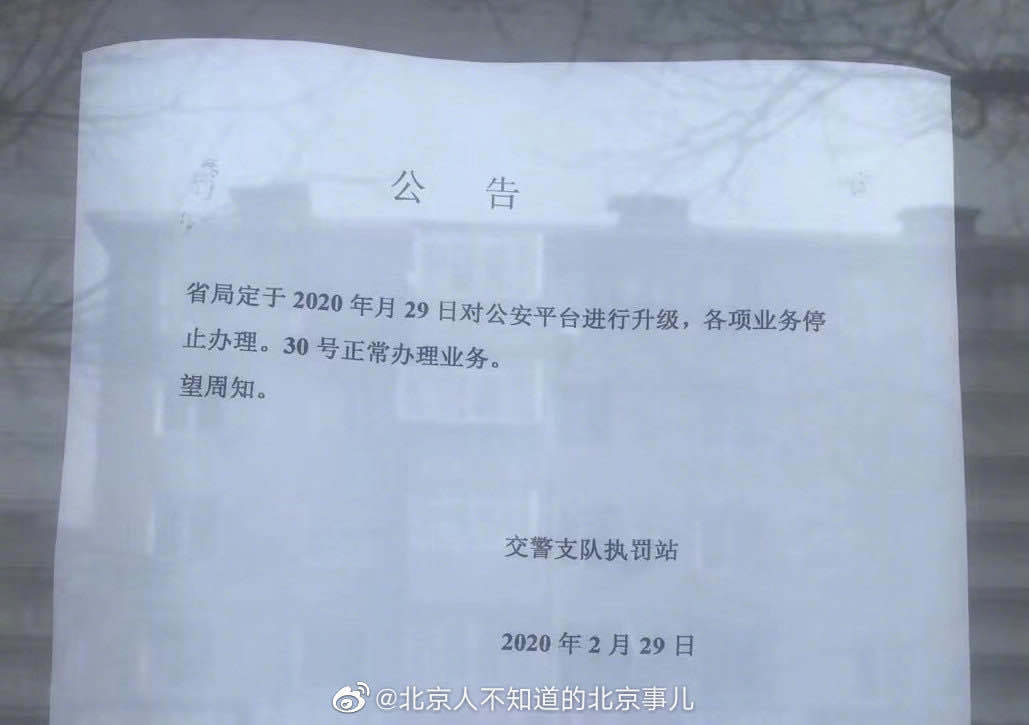 公 告
省局定于 2020 年月 29 日对公安平台进行升级，各项业务停
止办理。30 号正常办理业务。
望周知。
交警支队执罚站
2020 年 2 月 29 日
@北京人不知道的北京事儿